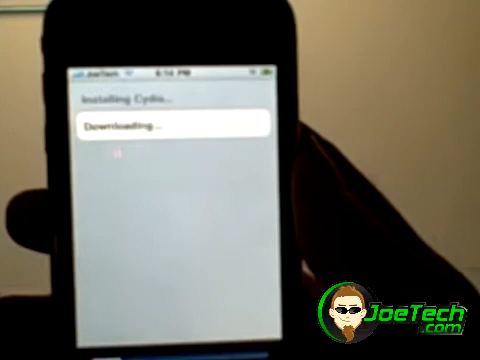 JoeTech 6:14 PM
Installing Cydia...
Downloading...
JoeTech
.com